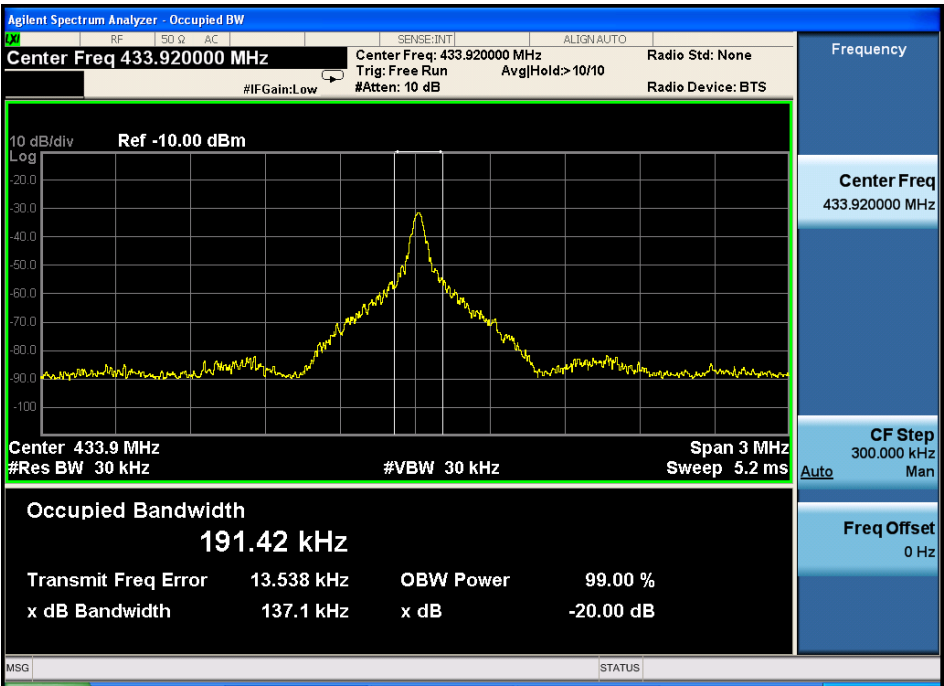 Agilent Spectrum Analyzer - Occupied BW
LXI RF 50 Ω AC SENSE:INT ALIGN AUTO
Center Freq 433.920000 MHz
Center Freq: 433.920000 MHz
Radio Std: None
Trig: Free Run Avg|Hold:>10/10
#IFGain:Low
#Atten: 10 dB
Radio Device: BTS
Frequency
10 dB/div Ref -10.00 dBm
Log
-20.0
-30.0
-40.0
-50.0
-60.0
-70.0
-80.0
-90.0
-100
Center 433.9 MHz Span 3 MHz
#Res BW 30 kHz #VBW 30 kHz Sweep 5.2 ms
Occupied Bandwidth
191.42 kHz
Transmit Freq Error 13.538 kHz OBW Power 99.00 %
x dB Bandwidth 137.1 kHz x dB -20.00 dB
Center Freq
433.920000 MHz
CF Step
300.000 kHz
Auto Man
Freq Offset
0 Hz
MSG STATUS